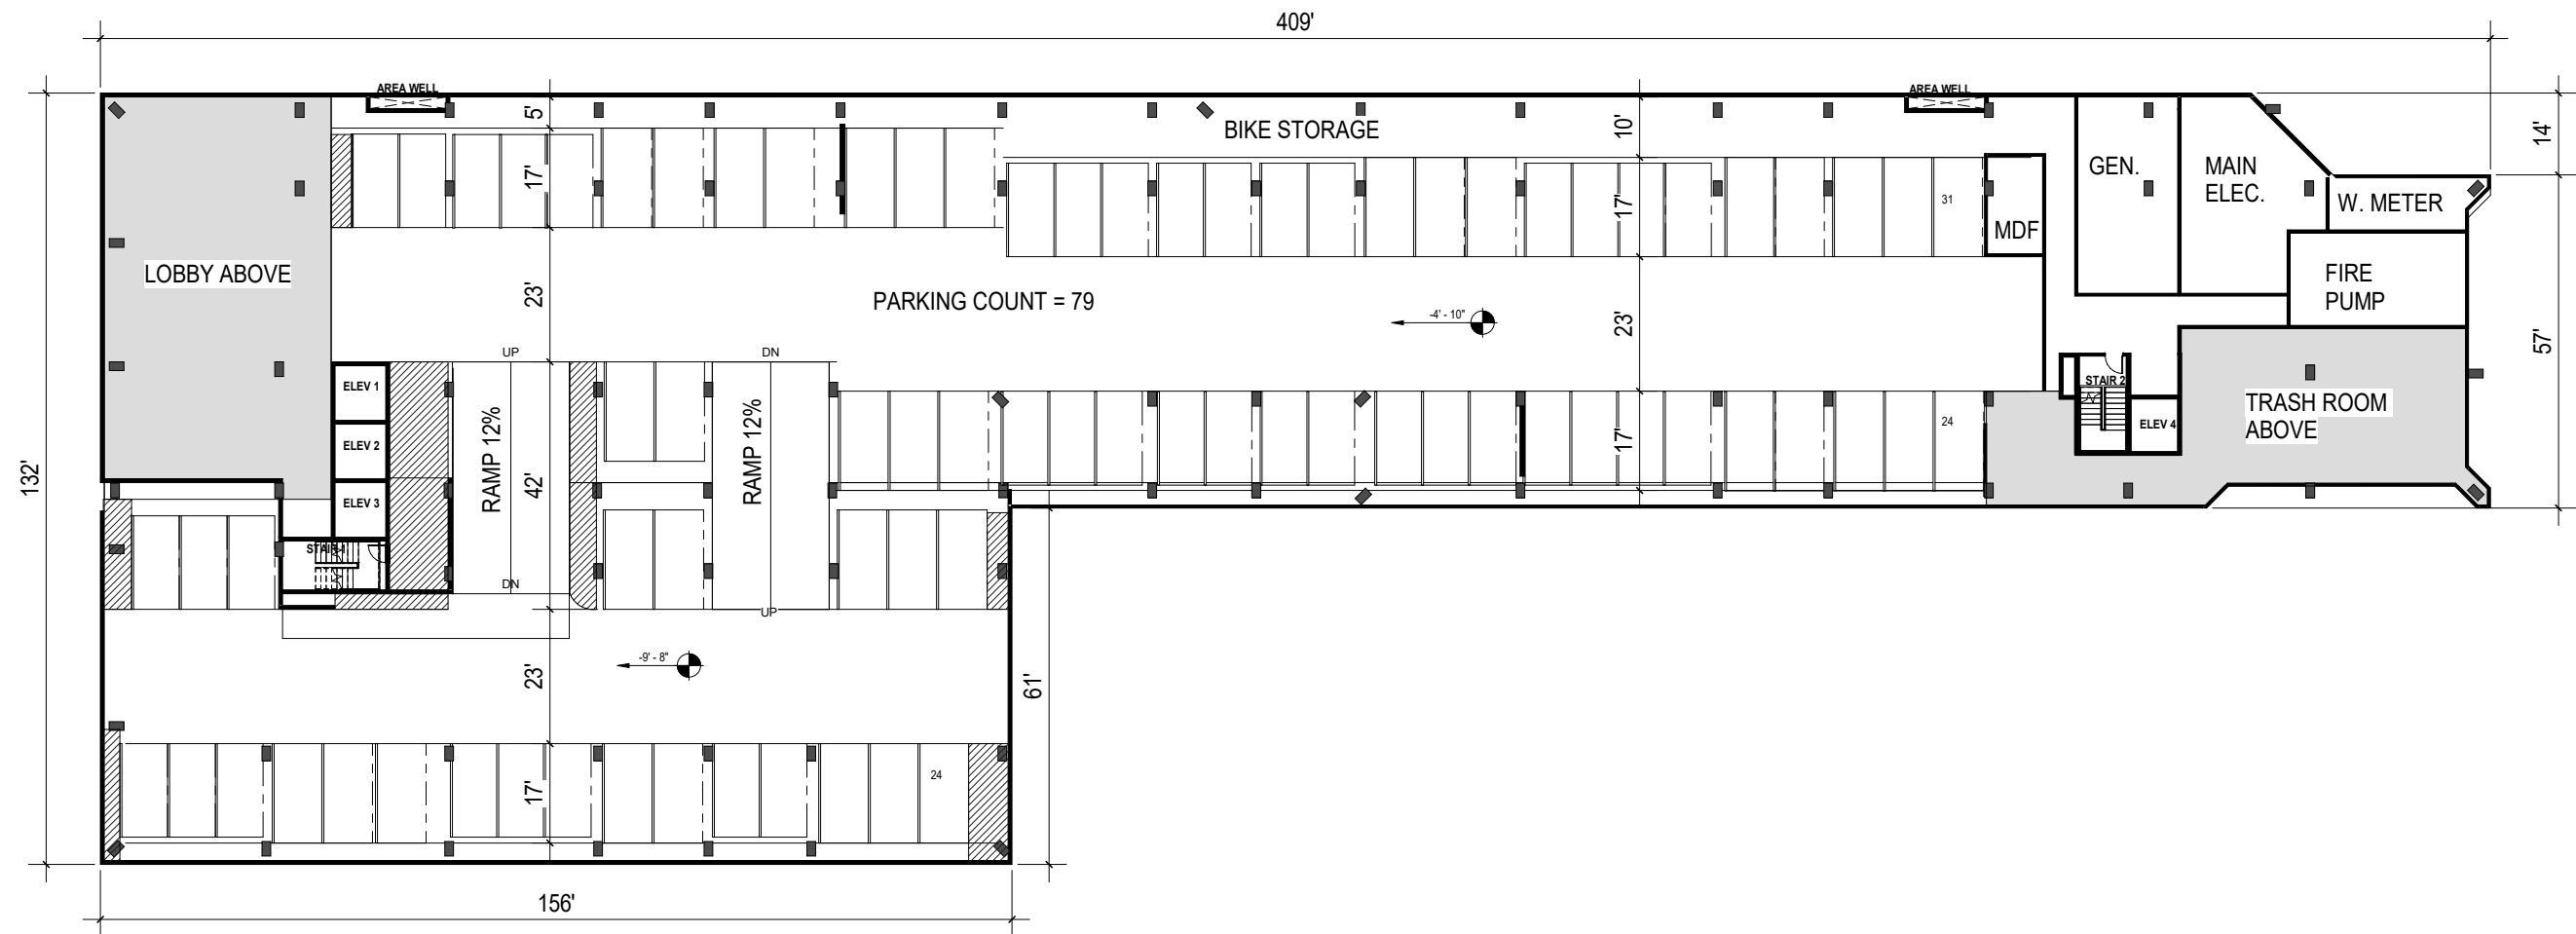 409'
AREA WELL
AREA WELL
5'
10'
14'
BIKE STORAGE
GEN.
MAIN
ELEC.
17'
17'
31
W. METER
MDF
LOBBY ABOVE
FIRE
PUMP
23'
PARKING COUNT = 79
-4' - 10"
23'
57'
UP
DN
ELEV 1
STAIR 2
RAMP 12%
RAMP 12%
TRASH ROOM
ABOVE
ELEV 2
17'
24
ELEV 4
132'
42'
ELEV 3
STAIR 1
DN
UP
-9' - 8"
23'
61'
17'
24
156'